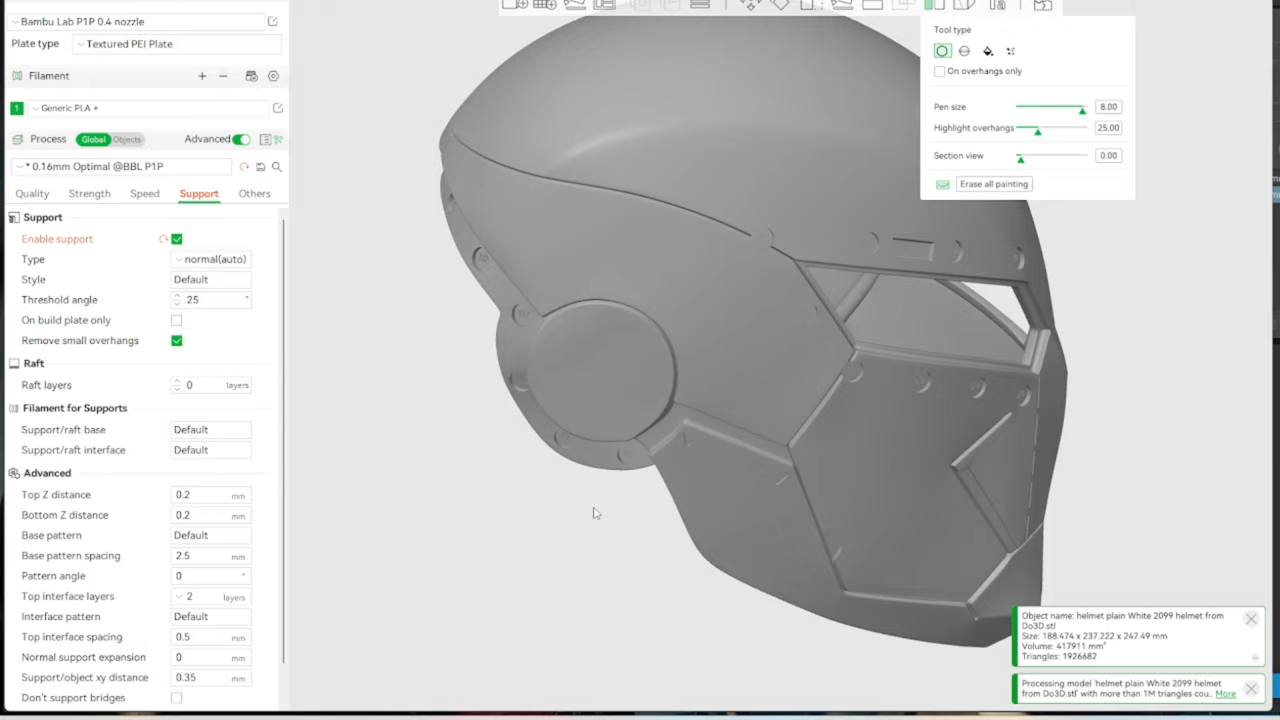 Bambu Lab P1P 0.4 nozzle
Plate type Textured PEI Plate
Filament
1 Generic PLA +
Process Global Objects Advanced
* 0.16mm Optimal @BBL P1P
Quality Strength Speed Support Others
Support
Enable support
Type normal(auto)
Style Default
Threshold angle 25 °
On build plate only
Remove small overhangs
Raft
Raft layers 0 layers
Filament for Supports
Support/raft base Default
Support/raft interface Default
Advanced
Top Z distance 0.2 mm
Bottom Z distance 0.2 mm
Base pattern Default
Base pattern spacing 2.5 mm
Pattern angle 0 °
Top interface layers 2 layers
Interface pattern Default
Top interface spacing 0.5 mm
Normal support expansion 0 mm
Support/object xy distance 0.35 mm
Don't support bridges
Tool type
On overhangs only
Pen size 8.00
Highlight overhangs 25.00
Section view 0.00
Erase all painting
Object name: helmet plain White 2099 helmet from
Do3D.stl
Size: 188.474 x 237.222 x 247.49 mm
Volume: 417911 mm³
Triangles: 1926682
Processing model 'helmet plain White 2099 helmet
from Do3D.stl' with more than 1M triangles cou... More